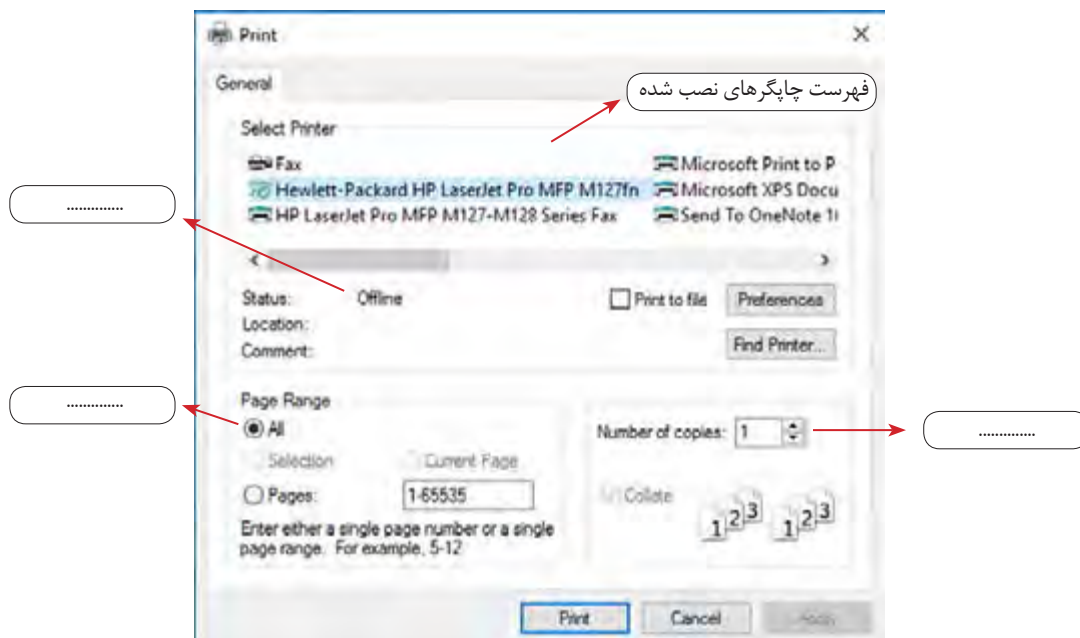 Print
General
فهرست چاپگرهای نصب شده
Select Printer
Fax
Microsoft Print to P
Hewlett-Packard HP LaserJet Pro MFP M127fn
Microsoft XPS Docu
HP LaserJet Pro MFP M127-M128 Series Fax
Send To OneNote 1
.............
Status: Offline
Print to file
Preferences
Location:
Comment:
Find Printer...
.............
Page Range
All
Selection
Current Page
Pages: 1-65535
Enter either a single page number or a single
page range. For example, 5-12
Number of copies: 1
.............
Collate
1 2 3 1 2 3
Print
Cancel